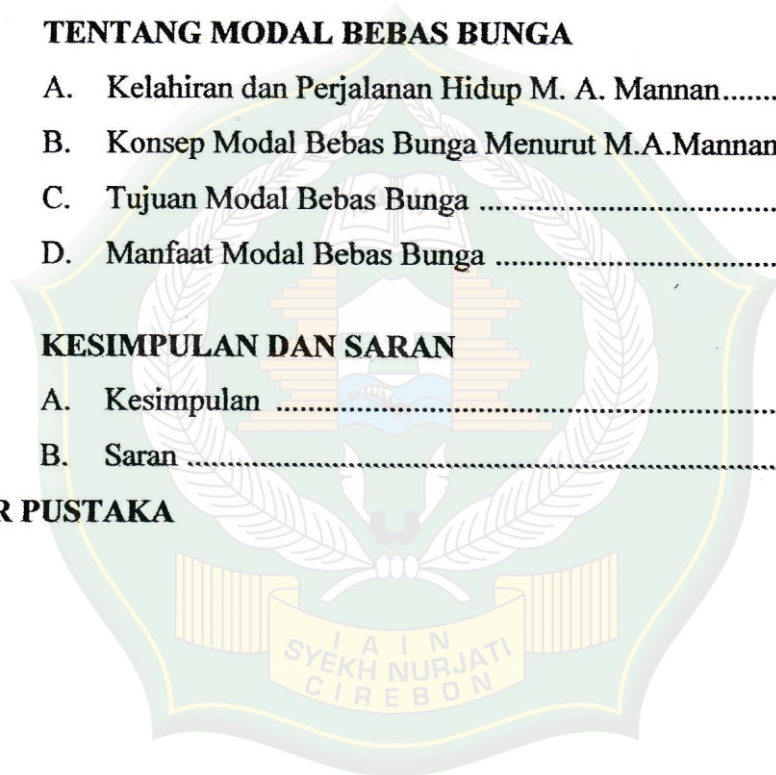 TENTANG MODAL BEBAS BUNGA
A. Kelahiran dan Perjalanan Hidup M. A. Mannan.......
B. Konsep Modal Bebas Bunga Menurut M.A.Mannan
C. Tujuan Modal Bebas Bunga ........................................
D. Manfaat Modal Bebas Bunga ......................................
KESIMPULAN DAN SARAN
A. Kesimpulan ....................................................................
B. Saran ...............................................................................
R PUSTAKA
IAIN
SYEKH NURJATI
CIREBON